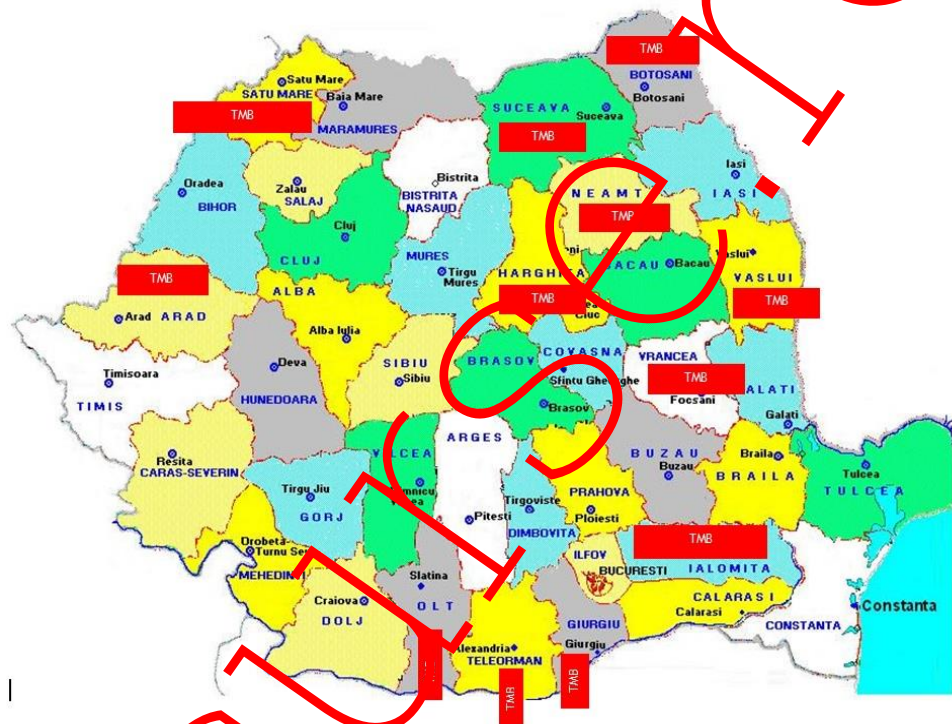 TMB
BOTOSANI
Botosani
Satu Mare
SATU MARE
Baia Mare
MARAMURES
TMB
SUCEAVA
Suceava
TMB
Iasi
IASI
Oradea
BIHOR
Zalau
SALAJ
Bistrita
BISTRITA
NASAUD
NEAMT
TMB
Cluj
CLUJ
MURES
Tirgu
Mures
HARGHITA
Ciuc
TMB
BACAU
Bacau
Vaslui
VASLUI
TMB
TMB
Arad
ARAD
ALBA
Alba Iulia
Deva
HUNEDOARA
SIBIU
Sibiu
BRASOV
Brasov
COVASNA
Sfintu Gheorghe
VRANCEA
TMB
Focsani
GALATI
Galati
Timisoara
TIMIS
Resita
CARAS-SEVERIN
Tirgu Jiu
GORJ
VILCEA
ARGES
Pitesti
Tirgoviste
DIMBOVITA
PRAHOVA
Ploiesti
BUZAU
Buzau
Braila
BRAILA
Tulcea
TULCEA
Drobeta-
Turnu
MEHEDINTI
Craiova
DOLJ
Slatina
OLT
ILFOV
BUCURESTI
TMB
IALOMITA
CALARASI
Calarasi
Constanta
CONSTANTA
GIURGIU
Giurgiu
Alexandria
TELEORMAN
TMB
TMB